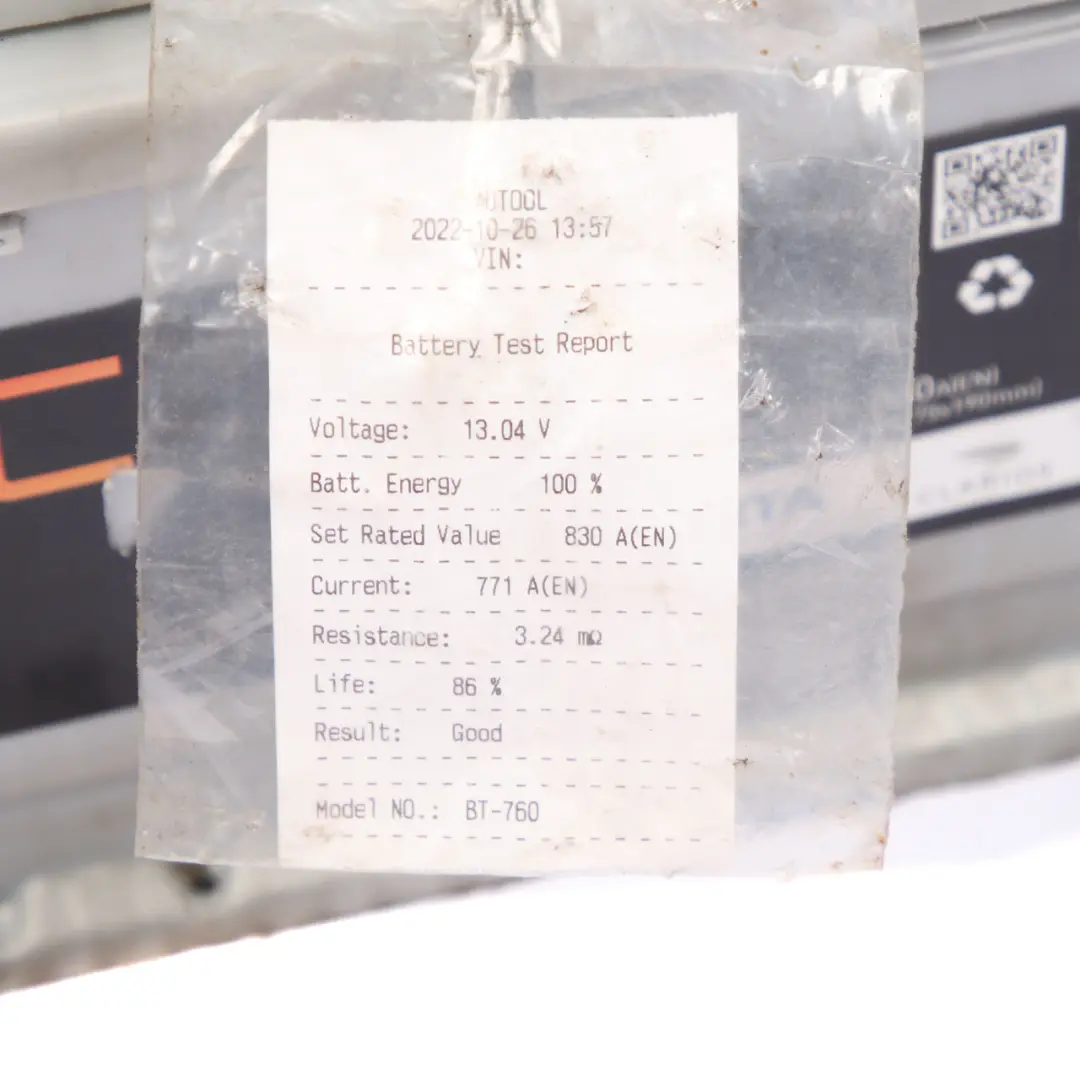 AUTOOL
2022-10-26 13:57
VIN:
Battery Test Report
Voltage: 13.04 V
Batt. Energy 100 %
Set Rated Value 830 A(EN)
Current: 771 A(EN)
Resistance: 3.24 mΩ
Life: 86 %
Result: Good
Model NO.: BT-760